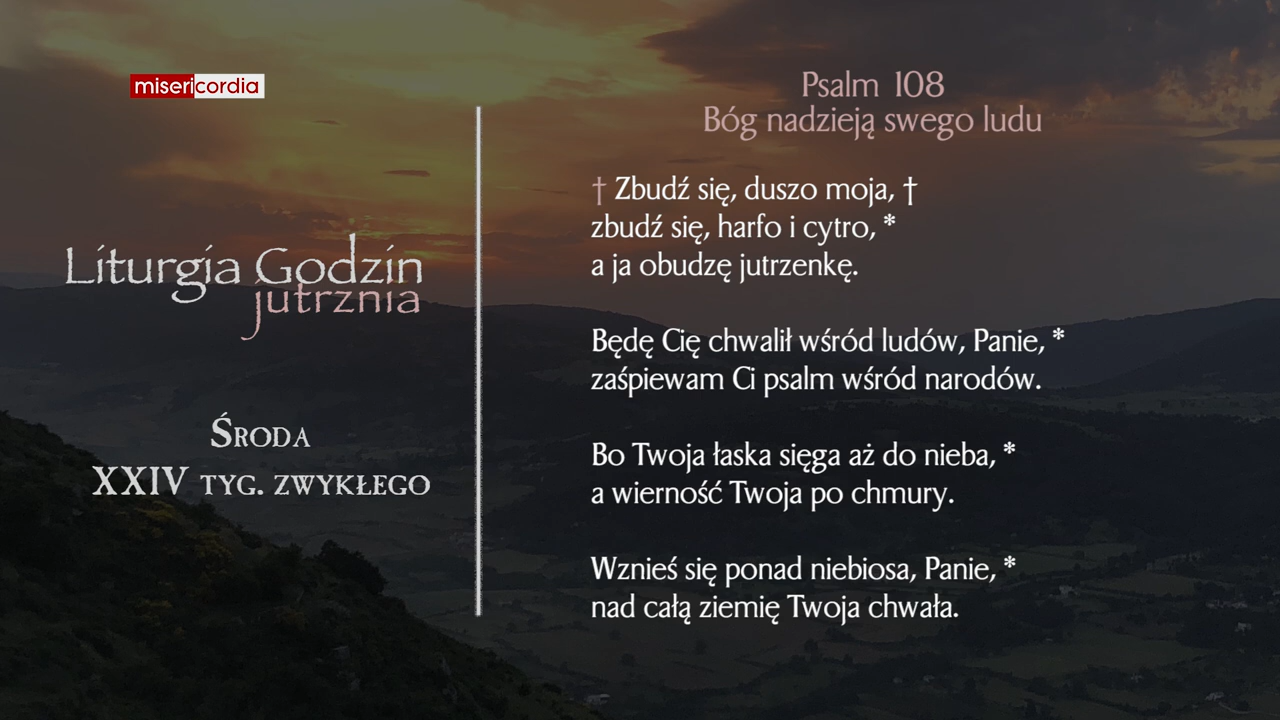 misericordia
Liturgia Godzin
jutrznia
Środa
XXIV tyg. zwykłego
Psalm 108
Bóg nadzieją swego ludu
† Zbudź się, duszo moja, †
zbudź się, harfo i cytro, *
a ja obudzę jutrzenkę.
Będę Cię chwalił wśród ludów, Panie, *
zaśpiewam Ci psalm wśród narodów.
Bo Twoja łaska sięga aż do nieba, *
a wierność Twoja po chmury.
Wznieś się ponad niebiosa, Panie, *
nad całą ziemię Twoja chwała.